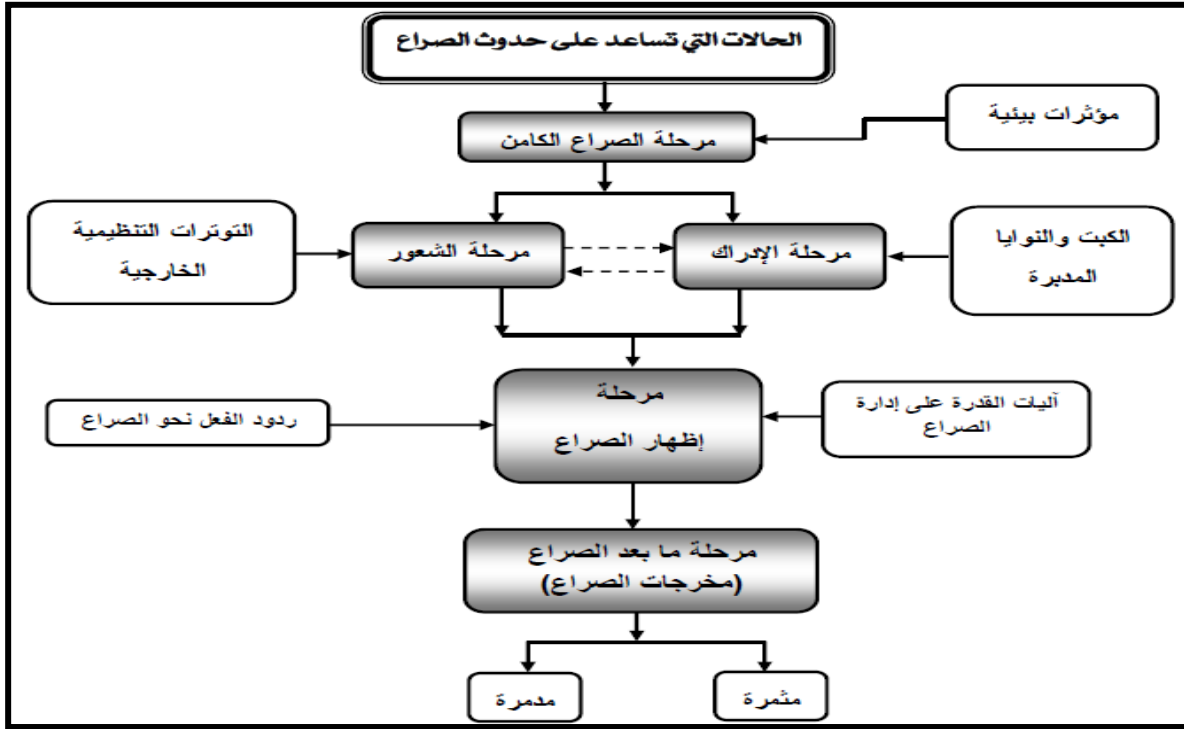 الحالات التي تساعد على حدوث الصراع
مؤثرات بيئية
مرحلة الصراع الكامن
التوترات التنظيمية
الخارجية
مرحلة الشعور
مرحلة الإدراك
الكبت والنوايا
المدبرة
مرحلة
إظهار الصراع
آليات القدرة على إدارة
الصراع
ردود الفعل نحو الصراع
مرحلة ما بعد الصراع
(مخرجات الصراع)
مثمرة
مدمرة